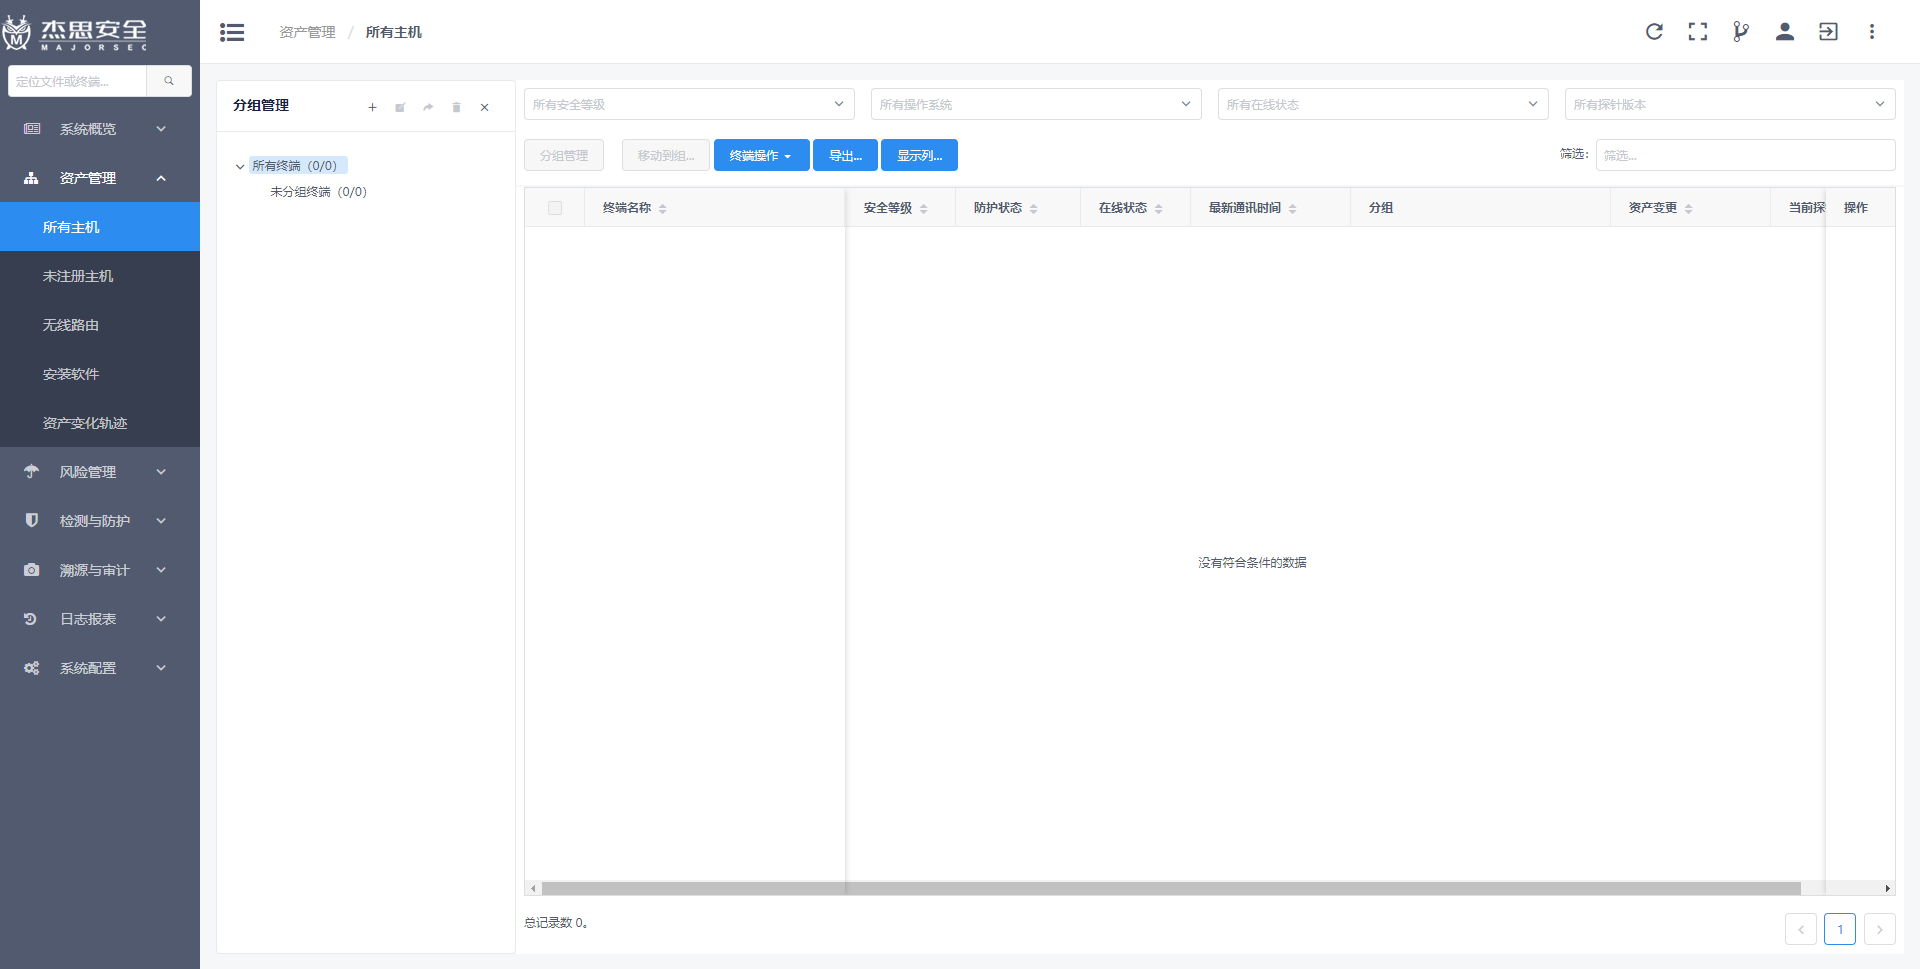 杰思安全
MAJORSEC
定位文件或终端...
系统概览
资产管理
所有主机
未注册主机
无线路由
安装软件
资产变化轨迹
风险管理
检测与防护
溯源与审计
日志报表
系统配置
资产管理 / 所有主机
分组管理
所有终端（0/0）
未分组终端（0/0）
所有安全等级
所有操作系统
所有在线状态
所有探针版本
分组管理
移动到组...
终端操作
导出...
显示列...
筛选:
筛选...
终端名称
安全等级
防护状态
在线状态
最新通讯时间
分组
资产变更
当前探
操作
没有符合条件的数据
总记录数 0。
1